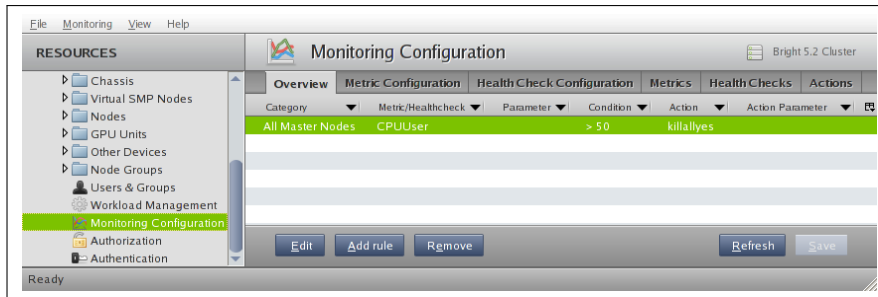 File Monitoring View Help
RESOURCES
Monitoring Configuration
Bright 5.2 Cluster
Chassis
Virtual SMP Nodes
Nodes
GPU Units
Other Devices
Node Groups
Users & Groups
Workload Management
Monitoring Configuration
Authorization
Authentication
Overview Metric Configuration Health Check Configuration Metrics Health Checks Actions
Category Metric/Healthcheck Parameter Condition Action Action Parameter
All Master Nodes CPUUser > 50 killallyes
Edit Add rule Remove Refresh Save
Ready